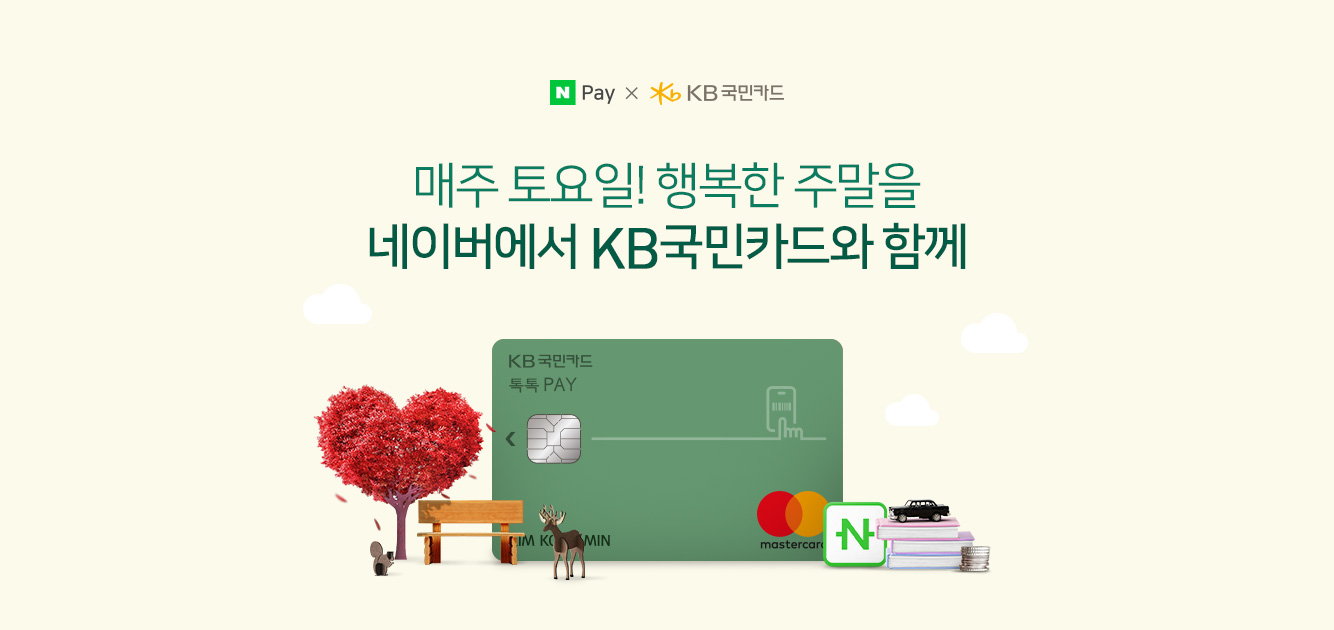 N Pay × Kb KB국민카드
매주 토요일! 행복한 주말을
네이버에서 KB국민카드와 함께
KB국민카드
톡톡 PAY
mastercard
N